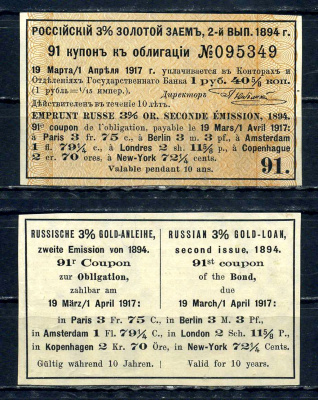 РОССІЙСКІЙ 3% ЗОЛОТОЙ ЗАЕМЪ, 2-й ВЫП. 1894 г.
91 купонъ къ облигаціи №095349
19 Марта/1 Апрѣля 1917 г. уплачивается въ Конторахъ и
Отдѣленіяхъ Государственнаго Банка 1 руб. 40⅝ коп.
(1 рубль=1/15 импер.) Директоръ
Дѣйствителенъ въ теченіе 10 лѣтъ.
EMPRUNT RUSSE 3% OR. SECONDE ÉMISSION, 1894.
91e coupon de l'obligation, payable le 19 Mars/1 Avril 1917:
à Paris 3 fr. 75 c., à Berlin 3 m. 3 pf., à Amsterdam
1 fl. 79¼ c., à Londres 2 sh. 11⅝ p., à Copenhague
2 cr. 70 ores, à New-York 72¼ cents.
Valable pendant 10 ans. 91.
RUSSISCHE 3% GOLD-ANLEIHE,
zweite Emission von 1894.
91r Coupon
zur Obligation,
zahlbar am
19 März/1 April 1917:
RUSSIAN 3% GOLD-LOAN,
second issue, 1894.
91st coupon
of the Bond,
due
19 March/1 April 1917:
in Paris 3 Fr. 75 C., in Berlin 3 M. 3 Pf.,
in Amsterdam 1 Fl. 79¼ C., in London 2 Sh. 11⅝ P.,
in Kopenhagen 2 Kr. 70 Öre, in New-York 72¼ Cents.
Gültig während 10 Jahren. Valid for 10 years.